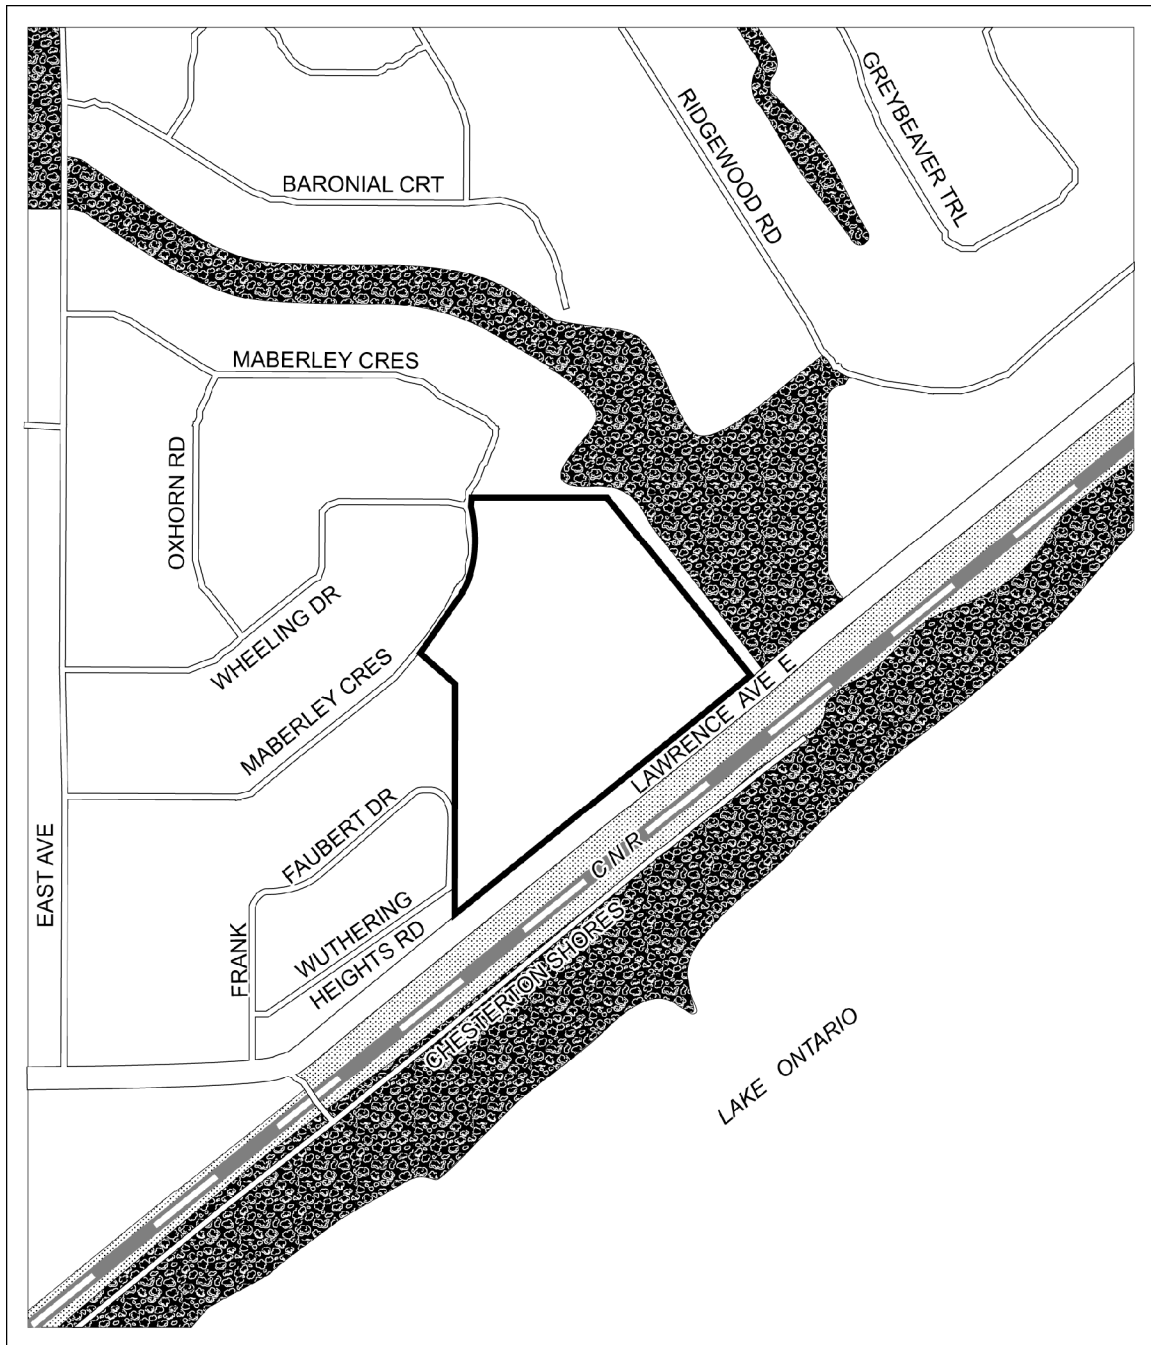 GREYBEAVER TRL
RIDGEWOOD RD
BARONIAL CRT
MABERLEY CRES
OXHORN RD
WHEELING DR
MABERLEY CRES
LAWRENCE AVE E
FAUBERT DR
EAST AVE
C N R
WUTHERING
HEIGHTS RD
FRANK
CHESTERTON SHORES
LAKE ONTARIO